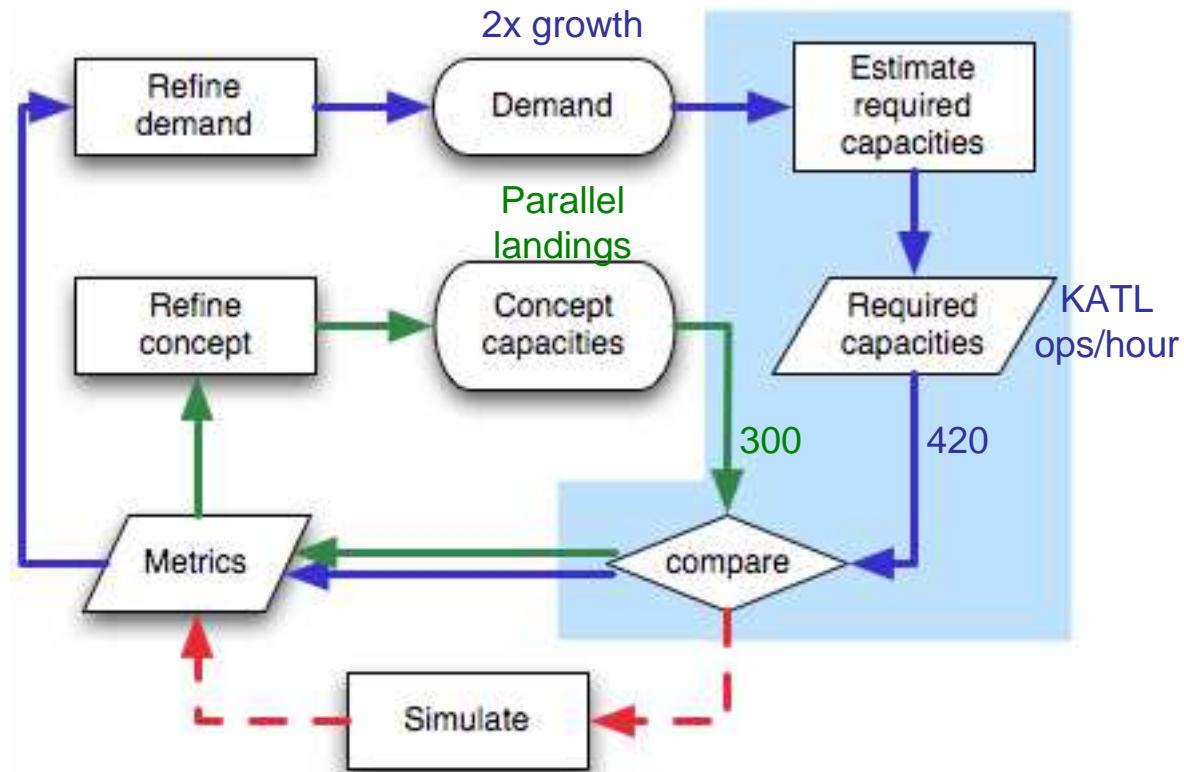 2x growth
Refine
demand
Demand
Estimate
required
capacities
Parallel
landings
Refine
concept
Concept
capacities
Required
capacities
KATL
ops/hour
300
420
Metrics
compare
Simulate